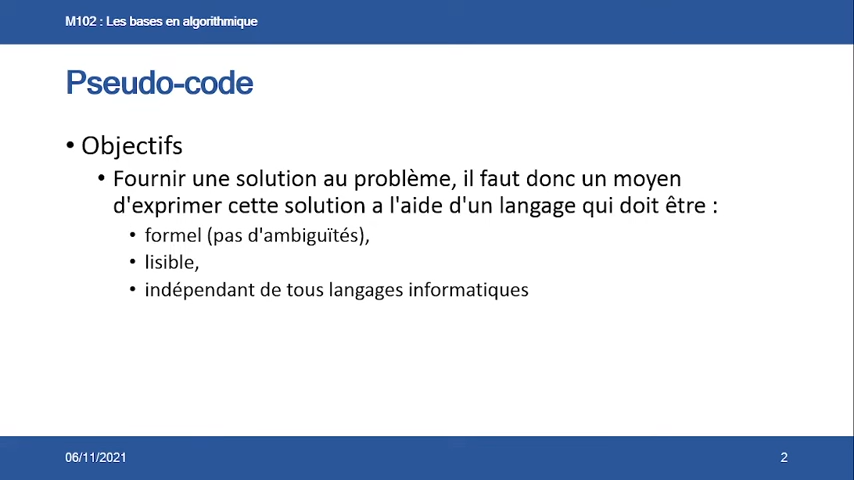 M102 : Les bases en algorithmique
Pseudo-code
• Objectifs
• Fournir une solution au problème, il faut donc un moyen
d'exprimer cette solution a l'aide d'un langage qui doit être :
• formel (pas d'ambiguïtés),
• lisible,
• indépendant de tous langages informatiques
06/11/2021
2